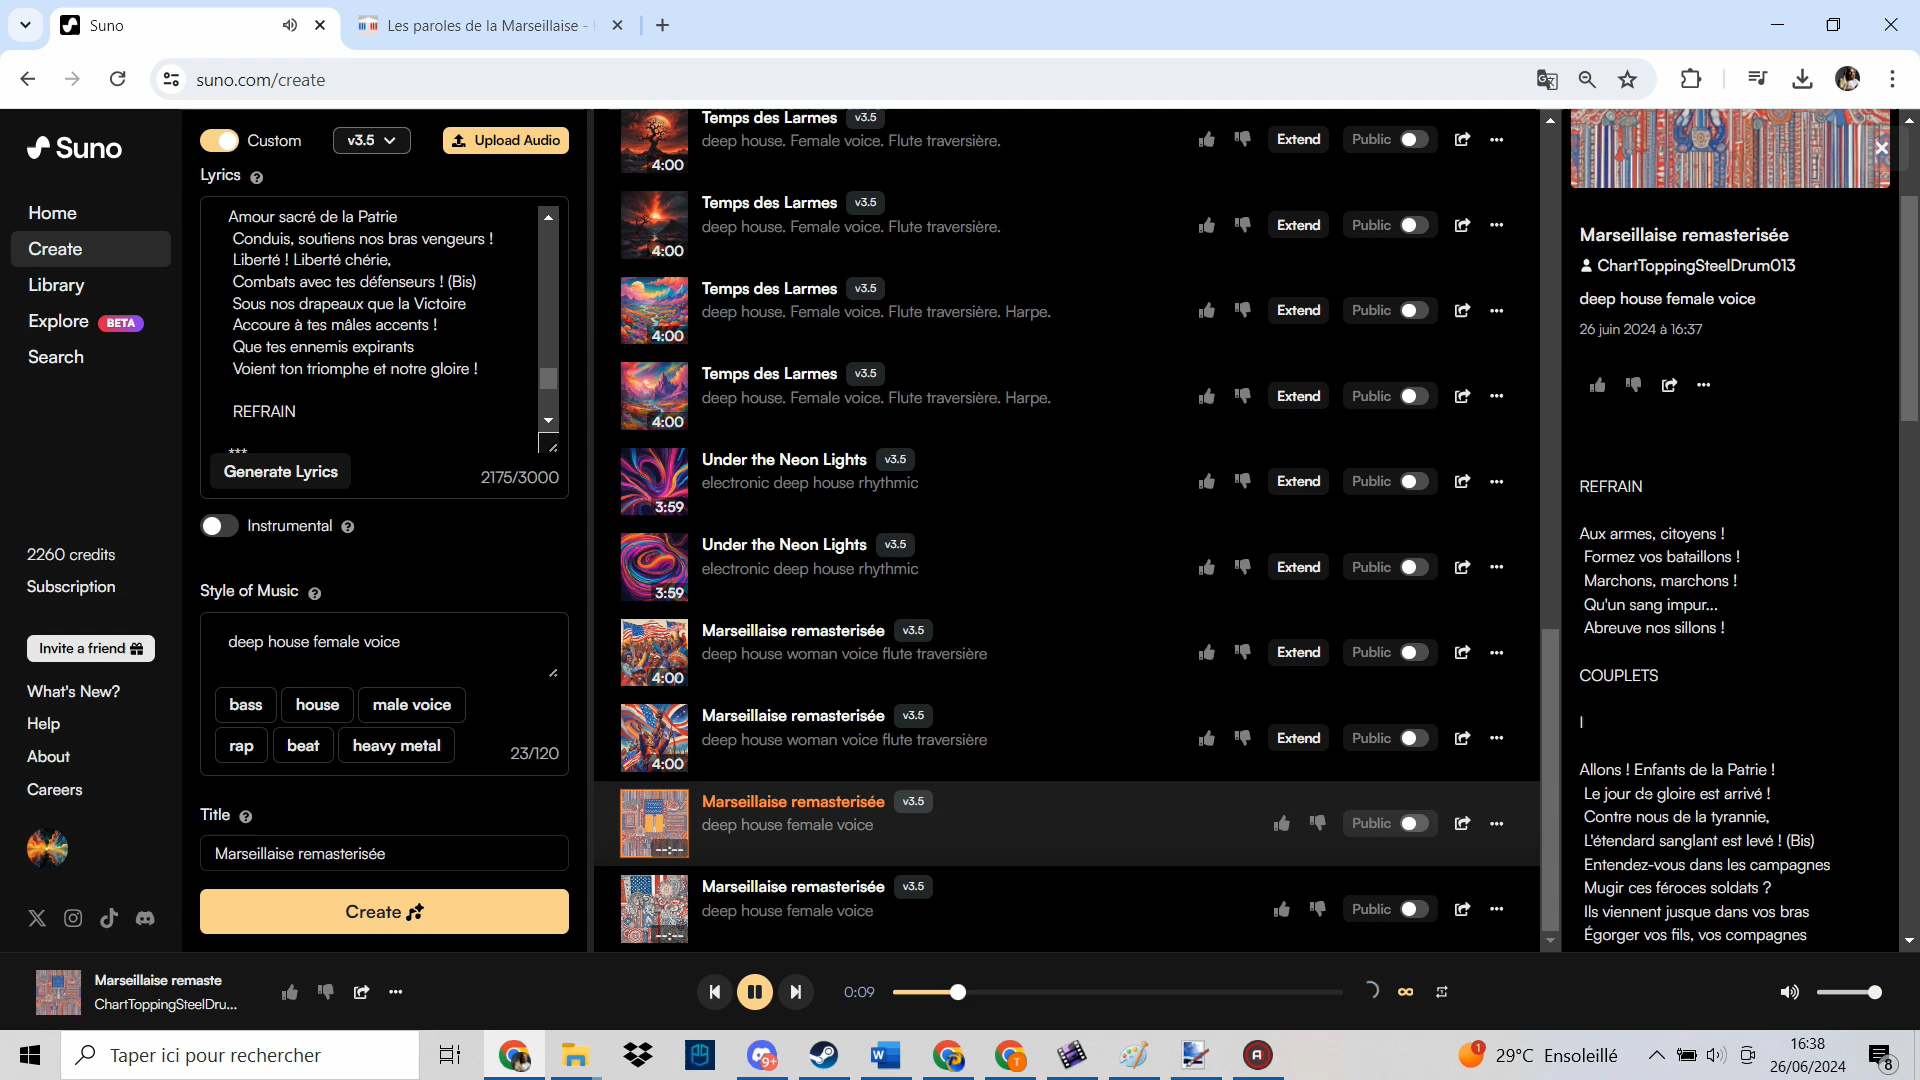 Suno
Les paroles de la Marseillaise -
suno.com/create
Suno
Home
Create
Library
Explore BETA
Search
2260 credits
Subscription
Invite a friend
What's New?
Help
About
Careers
Custom
v3.5
Upload Audio
Lyrics
Amour sacré de la Patrie
Conduis, soutiens nos bras vengeurs !
Liberté ! Liberté chérie,
Combats avec tes défenseurs ! (Bis)
Sous nos drapeaux que la Victoire
Accoure à tes mâles accents !
Que tes ennemis expirants
Voient ton triomphe et notre gloire !
REFRAIN
***
Generate Lyrics
2175/3000
Instrumental
Style of Music
deep house female voice
bass house male voice
rap beat heavy metal
23/120
Title
Marseillaise remasterisée
Create
Temps des Larmes v3.5
deep house. Female voice. Flute traversière.
4:00
Extend Public
Temps des Larmes v3.5
deep house. Female voice. Flute traversière.
4:00
Extend Public
Temps des Larmes v3.5
deep house. Female voice. Flute traversière. Harpe.
4:00
Extend Public
Temps des Larmes v3.5
deep house. Female voice. Flute traversière. Harpe.
4:00
Extend Public
Under the Neon Lights v3.5
electronic deep house rhythmic
3:59
Extend Public
Under the Neon Lights v3.5
electronic deep house rhythmic
3:59
Extend Public
Marseillaise remasterisée v3.5
deep house woman voice flute traversière
4:00
Extend Public
Marseillaise remasterisée v3.5
deep house woman voice flute traversière
4:00
Extend Public
Marseillaise remasterisée v3.5
deep house female voice
--:--
Public
Marseillaise remasterisée v3.5
deep house female voice
--:--
Public
Marseillaise remasterisée
ChartToppingSteelDrum013
deep house female voice
26 juin 2024 à 16:37
REFRAIN
Aux armes, citoyens !
Formez vos bataillons !
Marchons, marchons !
Qu'un sang impur...
Abreuve nos sillons !
COUPLETS
I
Allons ! Enfants de la Patrie !
Le jour de gloire est arrivé !
Contre nous de la tyrannie,
L'étendard sanglant est levé ! (Bis)
Entendez-vous dans les campagnes
Mugir ces féroces soldats ?
Ils viennent jusque dans vos bras
Égorger vos fils, vos compagnes
Marseillaise remaste
ChartToppingSteelDru...
0:09
Taper ici pour rechercher
9+
1
29°C Ensoleillé
16:38
26/06/2024
8